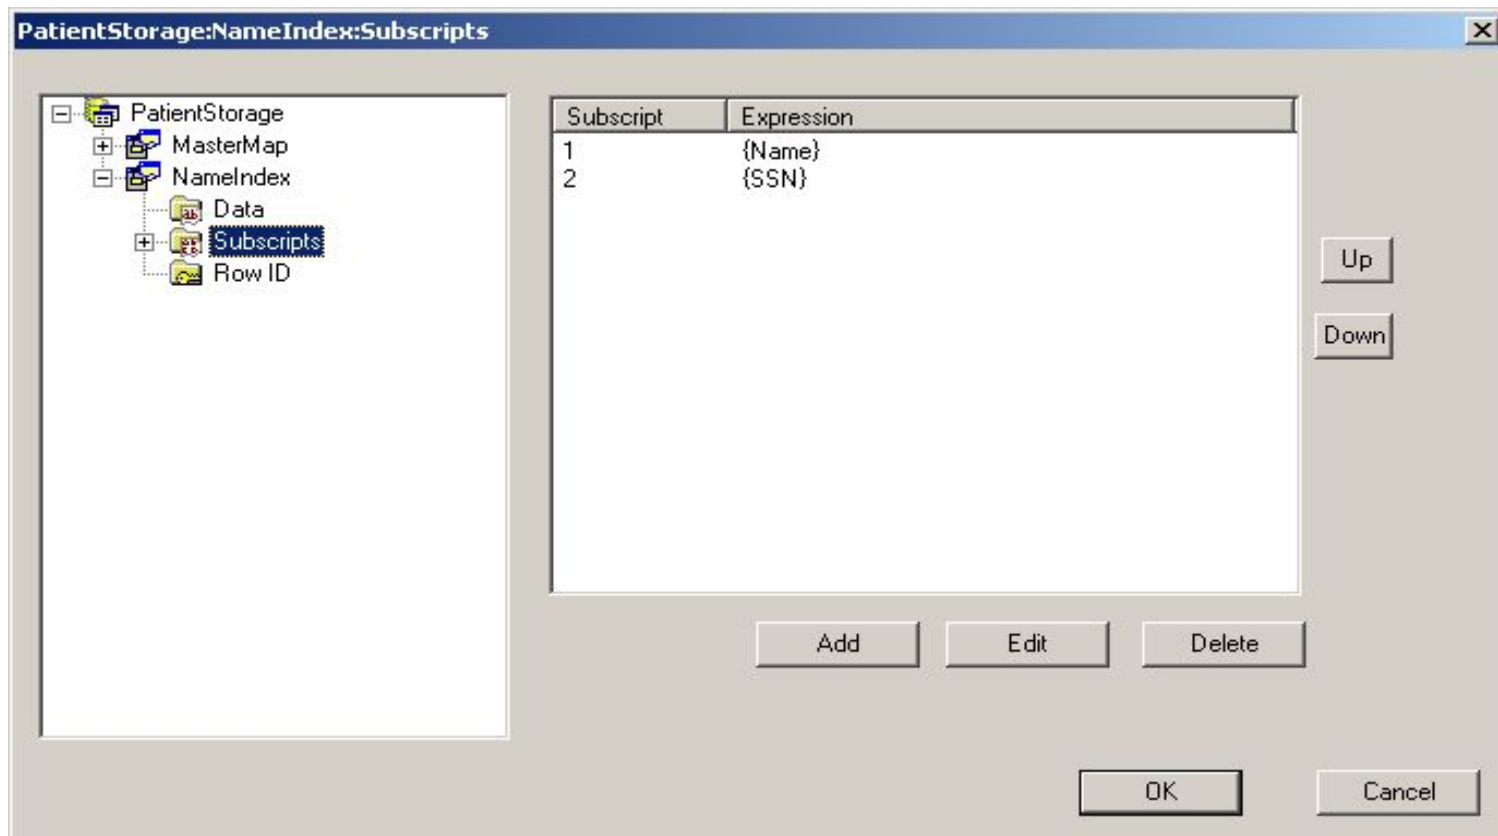 PatientStorage:NameIndex:Subscripts
PatientStorage
MasterMap
NameIndex
Data
Subscripts
Row ID
Subscript Expression
1 {Name}
2 {SSN}
Up
Down
Add Edit Delete
OK Cancel